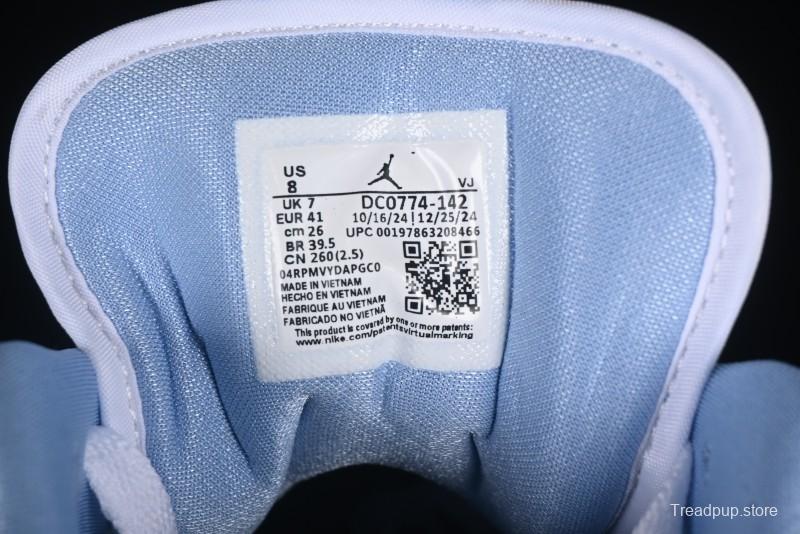 US
8
VJ
UK 7 DC0774-142
EUR 41 10/16/24 | 12/25/24
cm 26 UPC 00197863208466
BR 39.5
CN 260(2.5)
04RPMVYDAPGC0
MADE IN VIETNAM
HECHO EN VIETNAM
FABRIQUE AU VIETNAM
FABRICADO NO VIETNÃ
This product is covered by one or more patents:
www.nike.com/patentsvirtualmarking
Treadpup.store